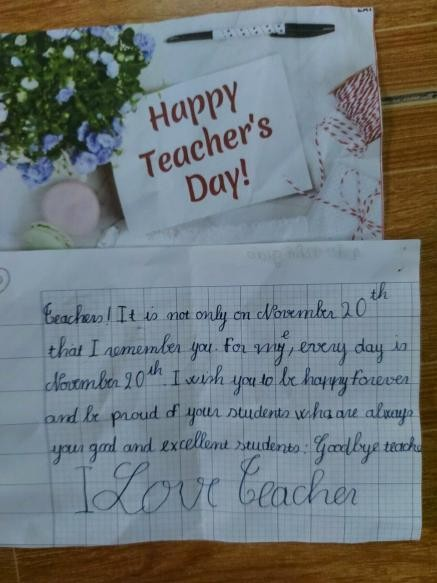 Happy
Teacher's
Day!
Teachers! It is not only on November 20th
that I remember you. For mye, every day is
November 20th. I wish you to be happy forever
and be proud of your students who are always
your good and excellent students! Goodbye teache
I Love Teacher